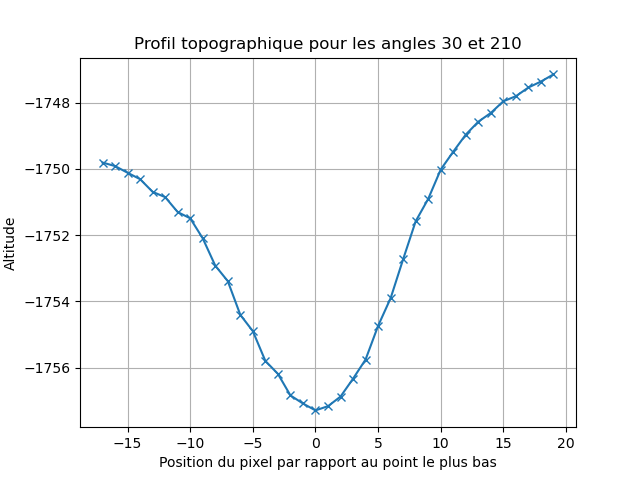 Profil topographique pour les angles 30 et 210
Altitude
−1748
−1750
−1752
−1754
−1756
−15 −10 −5 0 5 10 15 20
Position du pixel par rapport au point le plus bas